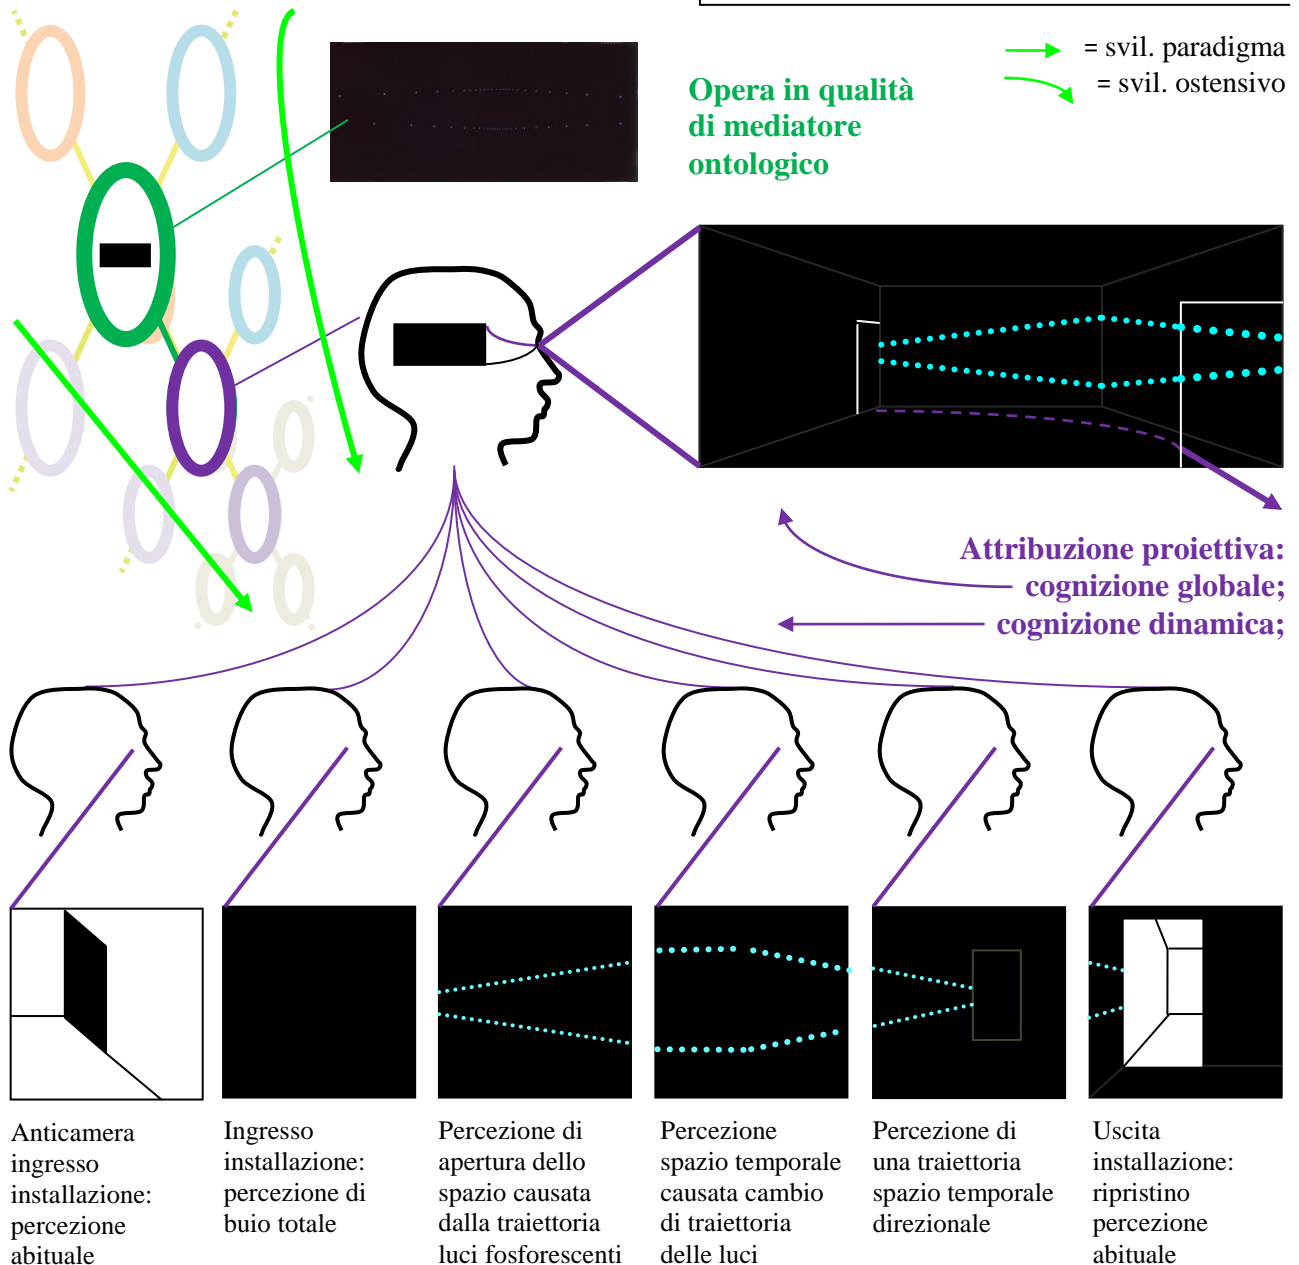 = svil. paradigma
= svil. ostensivo
Opera in qualità
di mediatore
ontologico
Attribuzione proiettiva:
cognizione globale;
cognizione dinamica;
Anticamera
ingresso
installazione:
percezione
abituale
Ingresso
installazione:
percezione di
buio totale
Percezione di
apertura dello
spazio causata
dalla traiettoria
luci fosforescenti
Percezione
spazio temporale
causata cambio
di traiettoria
delle luci
Percezione di
una traiettoria
spazio temporale
direzionale
Uscita
installazione:
ripristino
percezione
abituale